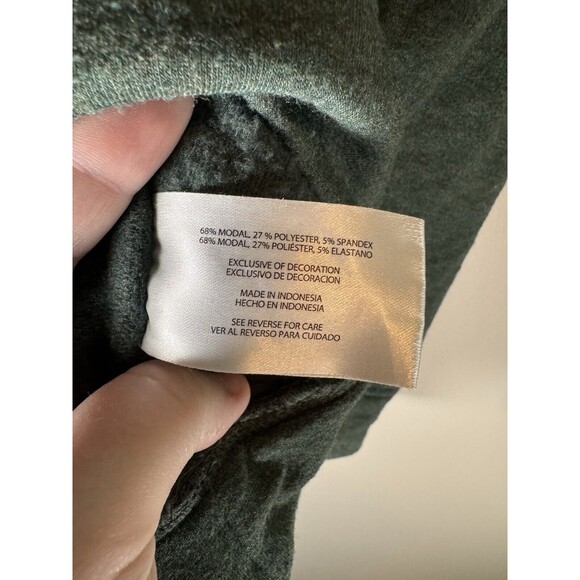 68% MODAL, 27 % POLYESTER, 5% SPANDEX
68% MODAL, 27% POLIÉSTER, 5% ELASTANO
EXCLUSIVE OF DECORATION
EXCLUSIVO DE DECORACION
MADE IN INDONESIA
HECHO EN INDONESIA
SEE REVERSE FOR CARE
VER AL REVERSO PARA CUIDADO